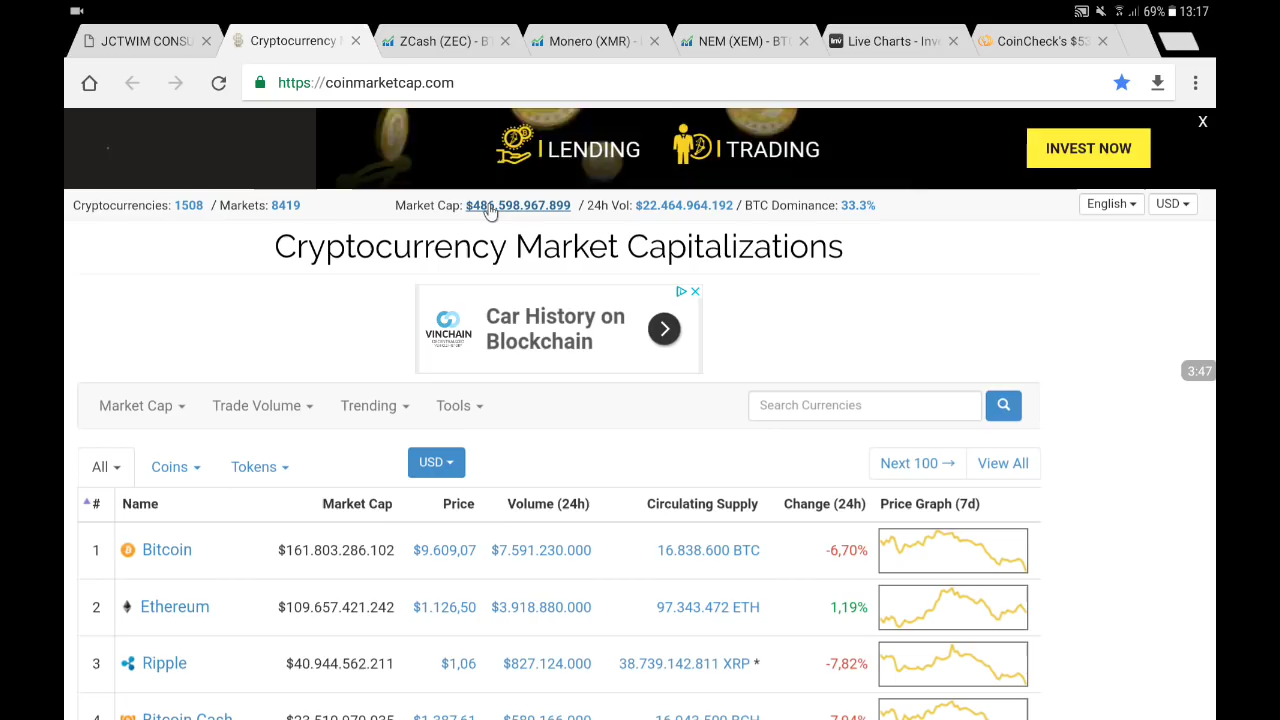 69% 13:17
JCTWIM CONSU
Cryptocurrency
ZCash (ZEC) - BT
Monero (XMR) -
NEM (XEM) - BTC
Live Charts - Inve
CoinCheck's $53
https://coinmarketcap.com
LENDING
TRADING
INVEST NOW
X
Cryptocurrencies: 1508 / Markets: 8419
Market Cap: / 24h Vol: $22.464.964.192 / BTC Dominance: 33.3%
English
USD
Cryptocurrency Market Capitalizations
VINCHAIN
Car History on
Blockchain
3:47
Market Cap Trade Volume Trending Tools
Search Currencies
All Coins Tokens USD Next 100 → View All
# Name Market Cap Price Volume (24h) Circulating Supply Change (24h) Price Graph (7d)
1 Bitcoin $161.803.286.102 $9.609,07 $7.591.230.000 16.838.600 BTC -6,70%
2 Ethereum $109.657.421.242 $1.126,50 $3.918.880.000 97.343.472 ETH 1,19%
3 Ripple $40.944.562.211 $1,06 $827.124.000 38.739.142.811 XRP * -7,82%
4 Bitcoin Cash